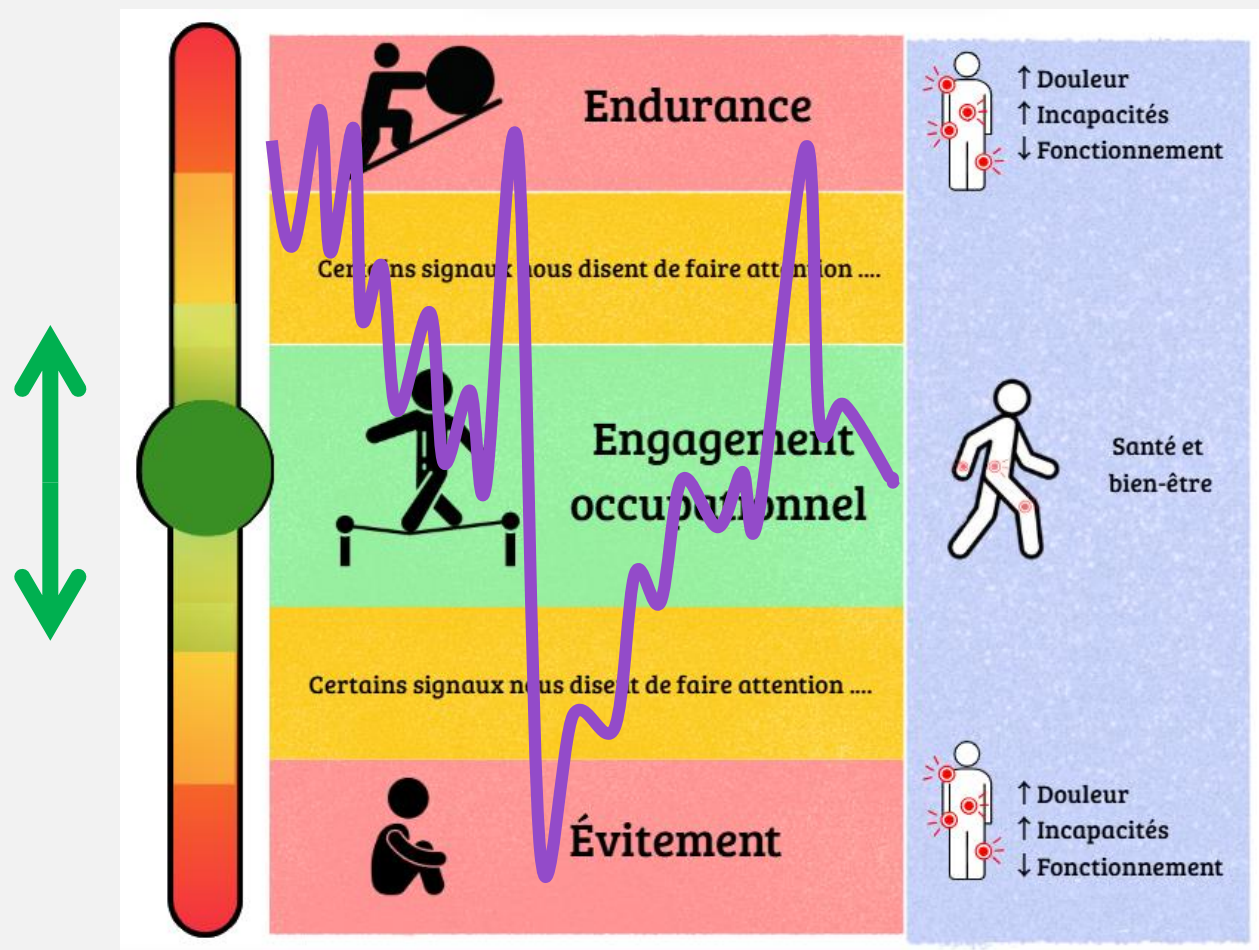 Endurance
↑ Douleur
↑ Incapacités
↓ Fonctionnement
Certains signaux nous disent de faire attention ....
Engagement
occupationnel
Santé et
bien-être
Certains signaux nous disent de faire attention ....
Évitement
↑ Douleur
↑ Incapacités
↓ Fonctionnement